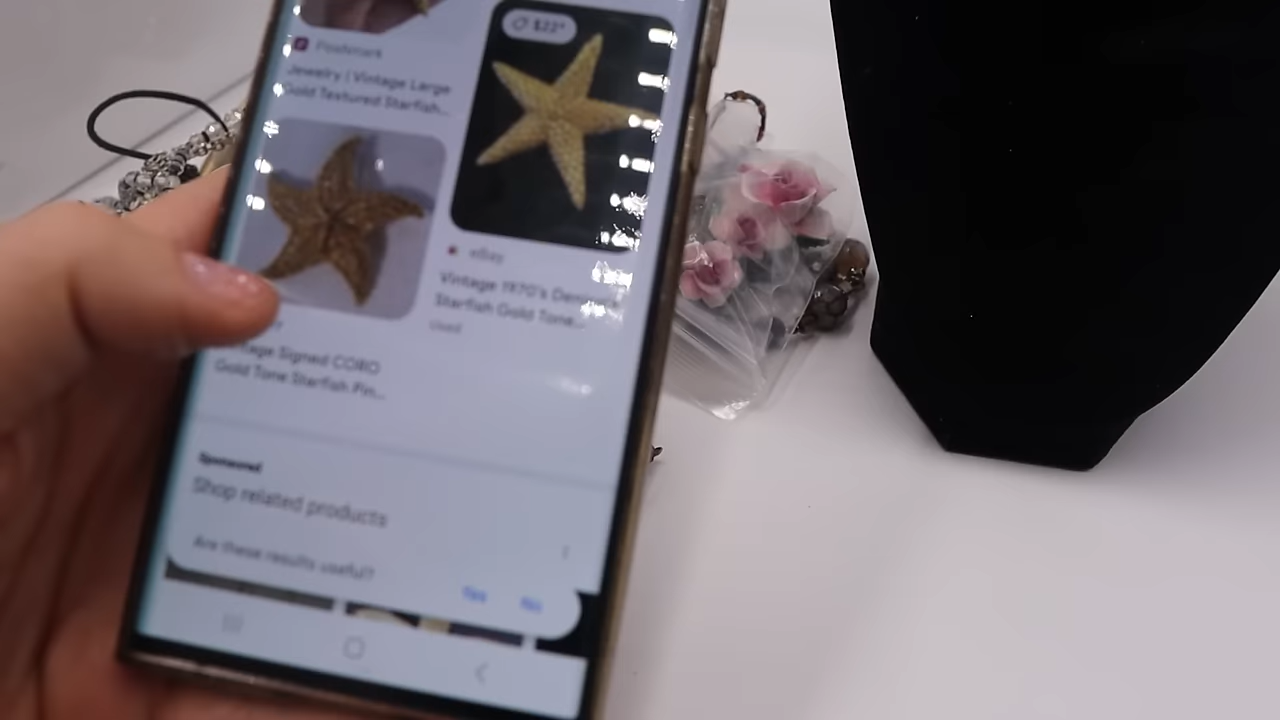 Poshmark
Jewelry | Vintage Large
Gold Textured Starfish...
$22*
eBay
Vintage 1970's
Starfish Gold Tone...
Used
Signed CORO
Gold Tone Starfish Pin...
Sponsored
Shop related products
Are these results useful?
Yes No